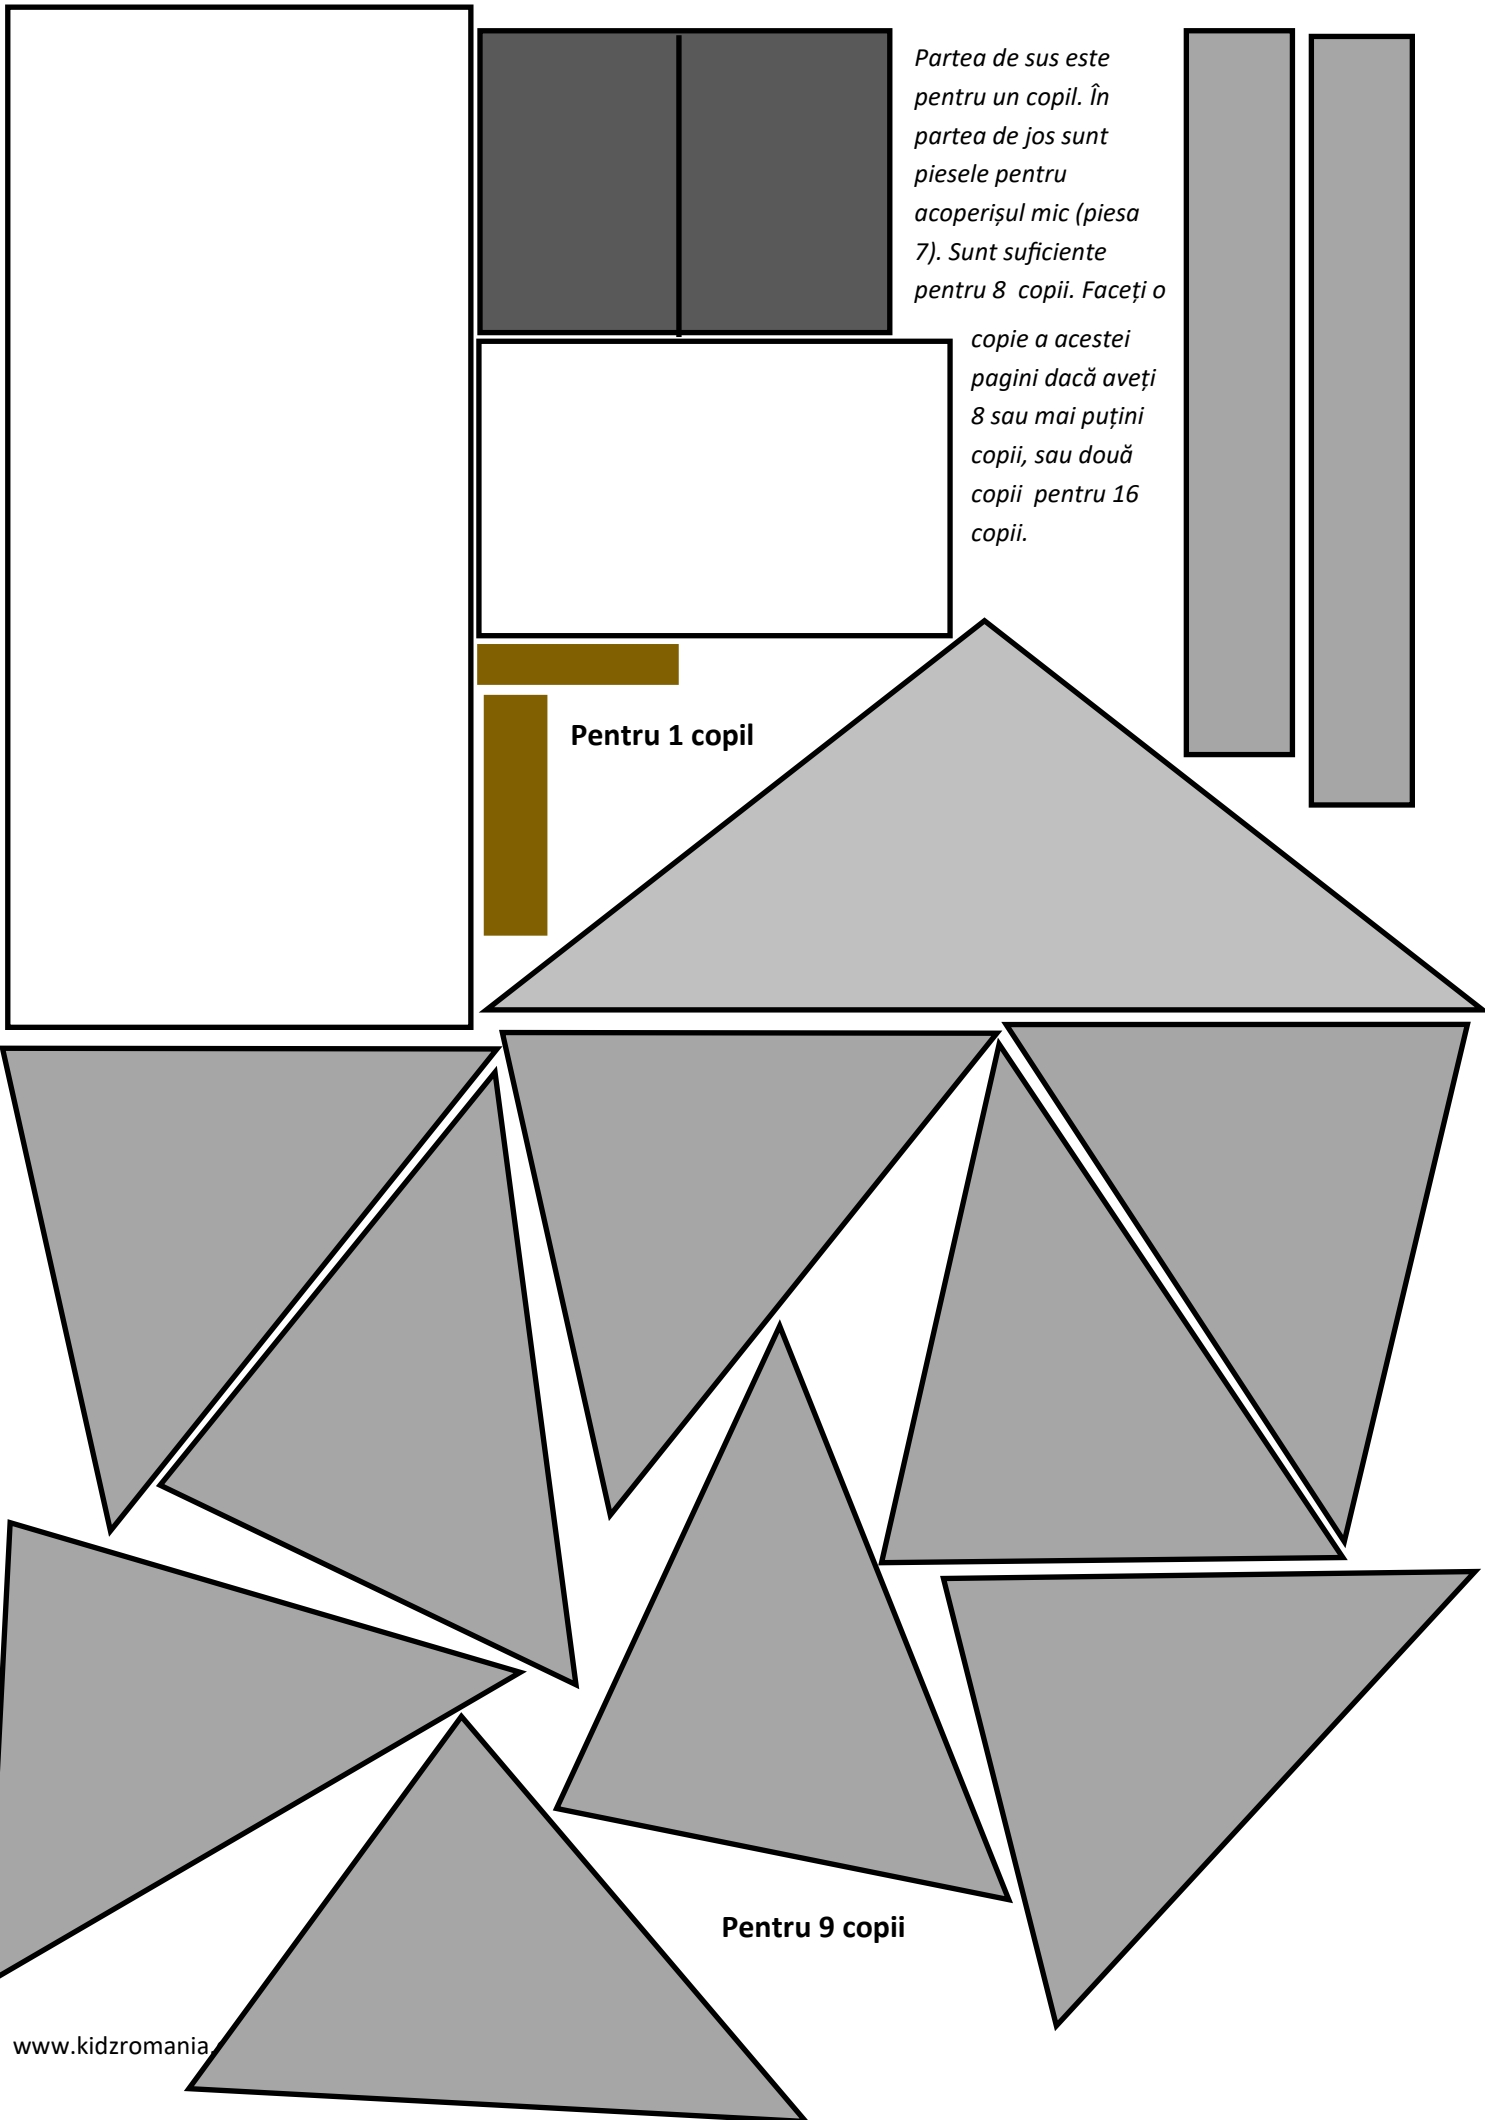 Partea de sus este
pentru un copil. În
partea de jos sunt
piesele pentru
acoperișul mic (piesa
7). Sunt suficiente
pentru 8  copii. Faceți o
copie a acestei
pagini dacă aveți
8 sau mai puțini
copii, sau două
copii  pentru 16
copii.
Pentru 1 copil
Pentru 9 copii
www.kidzromania.